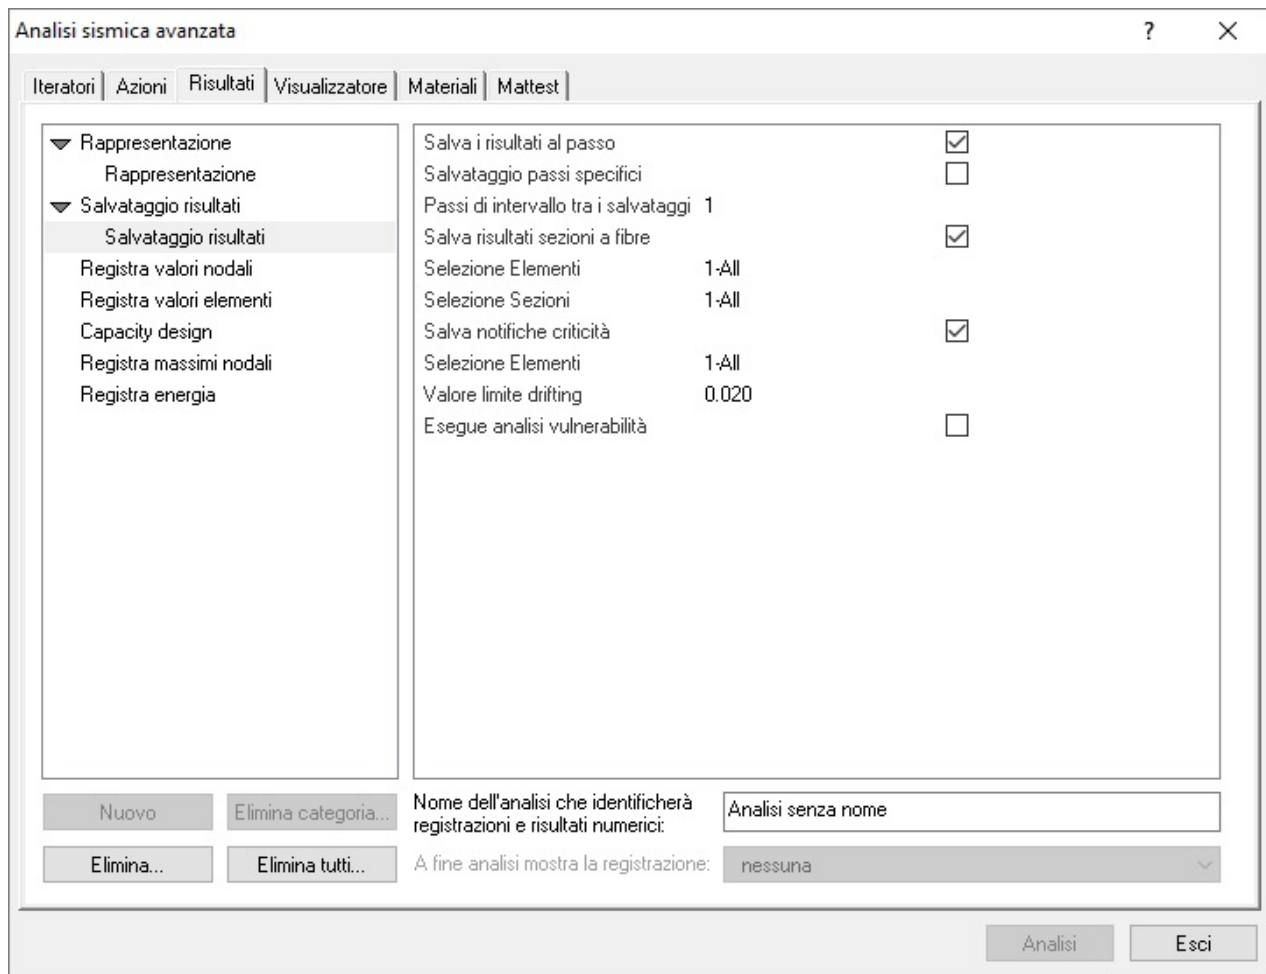 Analisi sismica avanzata ? ×
Iteratori Azioni Risultati Visualizzatore Materiali Mattest
Rappresentazione
Rappresentazione
Salvataggio risultati
Salvataggio risultati
Registra valori nodali
Registra valori elementi
Capacity design
Registra massimi nodali
Registra energia
Salva i risultati al passo
Salvataggio passi specifici
Passi di intervallo tra i salvataggi 1
Salva risultati sezioni a fibre
Selezione Elementi 1-All
Selezione Sezioni 1-All
Salva notifiche criticità
Selezione Elementi 1-All
Valore limite drifting 0.020
Esegue analisi vulnerabilità
Nuovo Elimina categoria...
Elimina... Elimina tutti...
Nome dell'analisi che identificherà
registrazioni e risultati numerici: Analisi senza nome
A fine analisi mostra la registrazione: nessuna
Analisi Esci